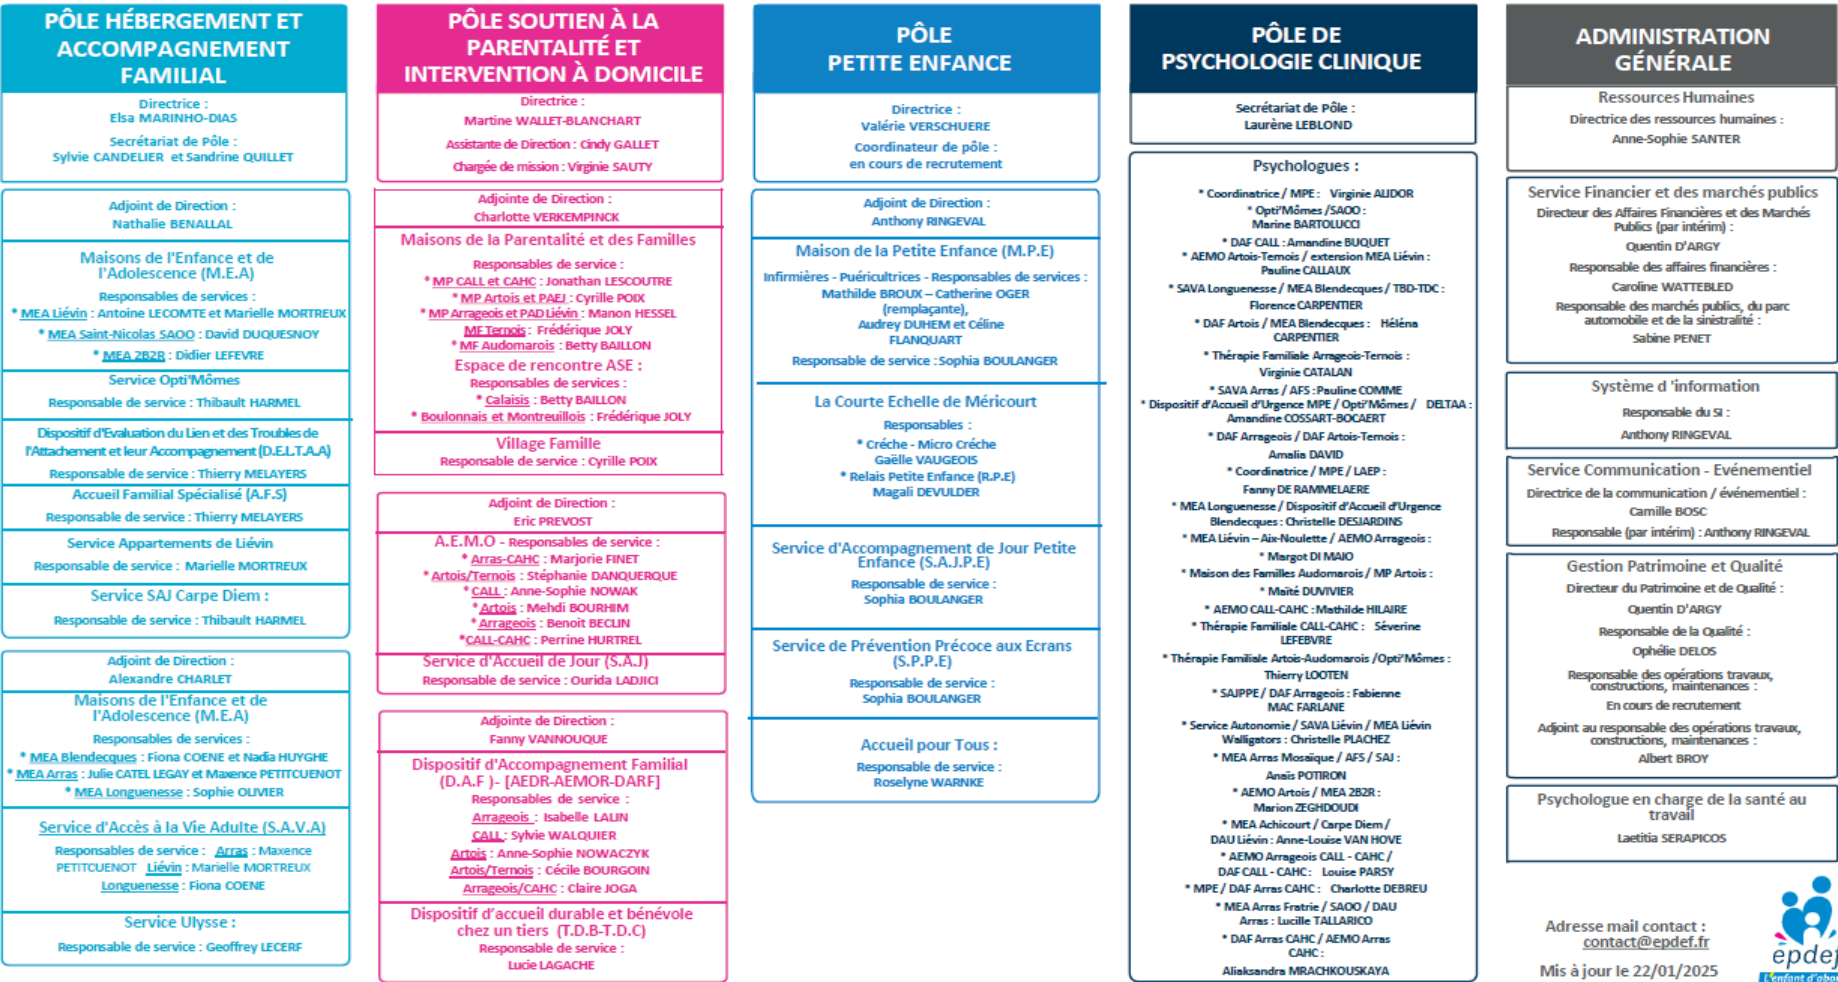 PÔLE HÉBERGEMENT ET
ACCOMPAGNEMENT
FAMILIAL
Directrice :
Elsa MARINHO-DIAS
Secrétariat de Pôle :
Sylvie CANDELIER et Sandrine QUILLET
Adjoint de Direction :
Nathalie BENALLAL
Maisons de l'Enfance et de
l'Adolescence (M.E.A)
Responsables de services :
* MEA Liévin : Antoine LECOMTE et Marielle MORTREUX
* MEA Saint-Nicolas SAOO : David DUQUESNOY
* MEA 2B2R : Didier LEFEVRE
Service Opti'Mômes
Responsable de service : Thibault HARMEL
Dispositif d'Evaluation du Lien et des Troubles de
l'Attachement et leur Accompagnement (D.E.L.T.A.A)
Responsable de service : Thierry MELAYERS
Accueil Familial Spécialisé (A.F.S)
Responsable de service : Thierry MELAYERS
Service Appartements de Liévin
Responsable de service : Marielle MORTREUX
Service SAJ Carpe Diem :
Responsable de service : Thibault HARMEL
Adjoint de Direction :
Alexandre CHARLET
Maisons de l'Enfance et de
l'Adolescence (M.E.A)
Responsables de services :
* MEA Blendecques : Fiona COENE et Nadia HUYGHE
* MEA Arras : Julie CATEL LEGAY et Maxence PETITCUENOT
* MEA Longuenesse : Sophie OLIVIER
Service d'Accès à la Vie Adulte (S.A.V.A)
Responsables de service : Arras : Maxence
PETITCUENOT Liévin : Marielle MORTREUX
Longuenesse : Fiona COENE
Service Ulysse :
Responsable de service : Geoffrey LECERF
PÔLE SOUTIEN À LA
PARENTALITÉ ET
INTERVENTION À DOMICILE
Directrice :
Martine WALLET-BLANCHART
Assistante de Direction : Cindy GALLET
Chargée de mission : Virginie SAUTY
Adjointe de Direction :
Charlotte VERKEMPINCK
Maisons de la Parentalité et des Familles
Responsables de service :
* MP CALL et CAHC : Jonathan LESCOUTRE
* MP Artois et PAEJ : Cyrille POIX
* MP Arrageois et PAD Liévin : Manon HESSEL
MF Ternois : Frédérique JOLY
* MF Audomarois : Betty BAILLON
Espace de rencontre ASE :
Responsables de services :
* Calaisis : Betty BAILLON
* Boulonnais et Montreuillois : Frédérique JOLY
Village Famille
Responsable de service : Cyrille POIX
Adjoint de Direction :
Eric PREVOST
A.E.M.O - Responsables de service :
* Arras-CAHC : Marjorie FINET
* Artois/Ternois : Stéphanie DANQUERQUE
* CALL : Anne-Sophie NOWAK
* Artois : Mehdi BOURHIM
* Arrageois : Benoit BECLIN
*CALL-CAHC : Perrine HURTREL
Service d'Accueil de Jour (S.A.J)
Responsable de service : Ourida LADJICI
Adjointe de Direction :
Fanny VANNOUQUE
Dispositif d'Accompagnement Familial
(D.A.F )- [AEDR-AEMOR-DARF]
Responsables de service :
Arrageois : Isabelle LALIN
CALL : Sylvie WALQUIER
Artois : Anne-Sophie NOWACZYK
Artois/Ternois : Cécile BOURGOIN
Arrageois/CAHC : Claire JOGA
Dispositif d'accueil durable et bénévole
chez un tiers (T.D.B-T.D.C)
Responsable de service :
Lucie LAGACHE
PÔLE
PETITE ENFANCE
Directrice :
Valérie VERSCHUERE
Coordinateur de pôle :
en cours de recrutement
Adjoint de Direction :
Anthony RINGEVAL
Maison de la Petite Enfance (M.P.E)
Infirmières - Puéricultrices - Responsables de services :
Mathilde BROUX – Catherine OGER
(remplaçante),
Audrey DUHEM et Céline
FLANQUART
Responsable de service : Sophia BOULANGER
La Courte Echelle de Méricourt
Responsables :
* Créche - Micro Créche
Gaëlle VAUGEOIS
* Relais Petite Enfance (R.P.E)
Magali DEVULDER
Service d'Accompagnement de Jour Petite
Enfance (S.A.J.P.E)
Responsable de service :
Sophia BOULANGER
Service de Prévention Précoce aux Ecrans
(S.P.P.E)
Responsable de service :
Sophia BOULANGER
Accueil pour Tous :
Responsable de service :
Roselyne WARNKE
PÔLE DE
PSYCHOLOGIE CLINIQUE
Secrétariat de Pôle :
Laurène LEBLOND
Psychologues :
* Coordinatrice / MPE : Virginie ALIDOR
* Opti'Mômes /SAOO :
Marine BARTOLUCCI
* DAF CALL : Amandine BUQUET
* AEMO Artois-Ternois / extension MEA Liévin :
Pauline CALLAUX
* SAVA Longuenesse / MEA Blendecques / TBD-TDC :
Florence CARPENTIER
* DAF Artois / MEA Blendecques : Héléna
CARPENTIER
* Thérapie Familiale Arrageois-Ternois :
Virginie CATALAN
* SAVA Arras / AFS : Pauline COMME
* Dispositif d'Accueil d'Urgence MPE / Opti'Mômes / DELTAA :
Amandine COSSART-BOCAERT
* DAF Arrageois / DAF Artois-Ternois :
Amalia DAVID
* Coordinatrice / MPE / LAEP :
Fanny DE RAMMELAERE
* MEA Longuenesse / Dispositif d'Accueil d'Urgence
Blendecques : Christelle DESJARDINS
* MEA Liévin – Aix-Noulette / AEMO Arrageois :
* Margot DI MAIO
* Maison des Familles Audomarois / MP Artois :
* Maïté DUVIVIER
* AEMO CALL-CAHC : Mathilde HILAIRE
* Thérapie Familiale CALL-CAHC : Séverine
LEFEBVRE
* Thérapie Familiale Artois-Audomarois /Opti'Mômes :
Thierry LOOTEN
* SAJPPE / DAF Arrageois : Fabienne
MAC FARLANE
* Service Autonomie / SAVA Liévin / MEA Liévin
Walligators : Christelle PLACHEZ
* MEA Arras Mosaïque / AFS / SAJ :
Anaïs POTIRON
* AEMO Artois / MEA 2B2R :
Marion ZEGHDOUDI
* MEA Achicourt / Carpe Diem /
DAU Liévin : Anne-Louise VAN HOVE
* AEMO Arrageois CALL - CAHC /
DAF CALL - CAHC : Louise PARSY
* MPE / DAF Arras CAHC : Charlotte DEBREU
* MEA Arras Fratrie / SAOO / DAU
Arras : Lucille TALLARICO
* DAF Arras CAHC / AEMO Arras
CAHC :
Aliaksandra MRACHKOUSKAYA
ADMINISTRATION
GÉNÉRALE
Ressources Humaines
Directrice des ressources humaines :
Anne-Sophie SANTER
Service Financier et des marchés publics
Directeur des Affaires Financières et des Marchés
Publics (par intérim) :
Quentin D'ARGY
Responsable des affaires financières :
Caroline WATTEBLED
Responsable des marchés publics, du parc
automobile et de la sinistralité :
Sabine PENET
Système d 'information
Responsable du SI :
Anthony RINGEVAL
Service Communication - Evénementiel
Directrice de la communication / événementiel :
Camille BOSC
Responsable (par intérim) : Anthony RINGEVAL
Gestion Patrimoine et Qualité
Directeur du Patrimoine et de Qualité :
Quentin D'ARGY
Responsable de la Qualité :
Ophélie DELOS
Responsable des opérations travaux,
constructions, maintenances :
En cours de recrutement
Adjoint au responsable des opérations travaux,
constructions, maintenances :
Albert BROY
Psychologue en charge de la santé au
travail
Laetitia SERAPICOS
Adresse mail contact :
contact@epdef.fr
Mis à jour le 22/01/2025
epdef
L'enfant d'abor